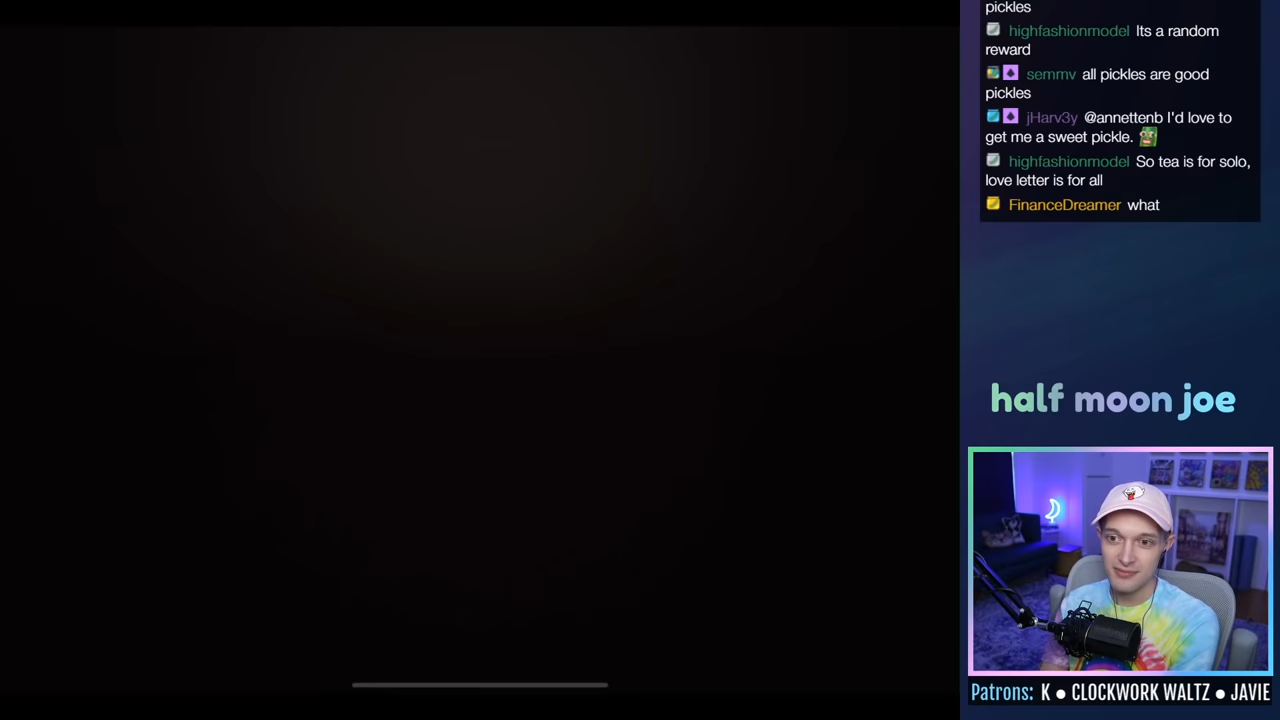 pickles
highfashionmodel Its a random
reward
semmv all pickles are good
pickles
jHarv3y @annettenb I'd love to
get me a sweet pickle.
highfashionmodel So tea is for solo,
love letter is for all
FinanceDreamer what
half moon joe
Patrons: K ● CLOCKWORK WALTZ ● JAVIE